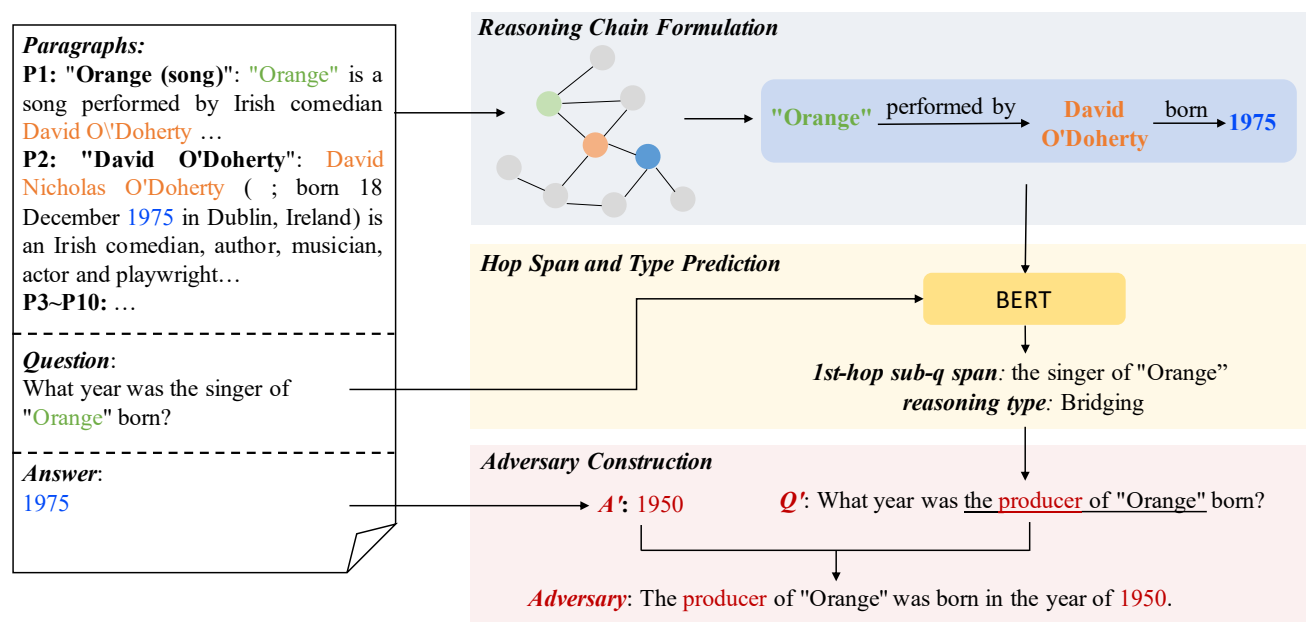 Paragraphs:
P1: "Orange (song)": "Orange" is a
song performed by Irish comedian
David O\'Doherty …
P2: "David O'Doherty": David
Nicholas O'Doherty ( ; born 18
December 1975 in Dublin, Ireland) is
an Irish comedian, author, musician,
actor and playwright…
P3~P10: …
Question:
What year was the singer of
"Orange" born?
Answer:
1975
Reasoning Chain Formulation
"Orange" performed by David O'Doherty born 1975
Hop Span and Type Prediction
BERT
1st-hop sub-q span: the singer of "Orange”
reasoning type: Bridging
Adversary Construction
A': 1950
Q': What year was the producer of "Orange" born?
Adversary: The producer of "Orange" was born in the year of 1950.